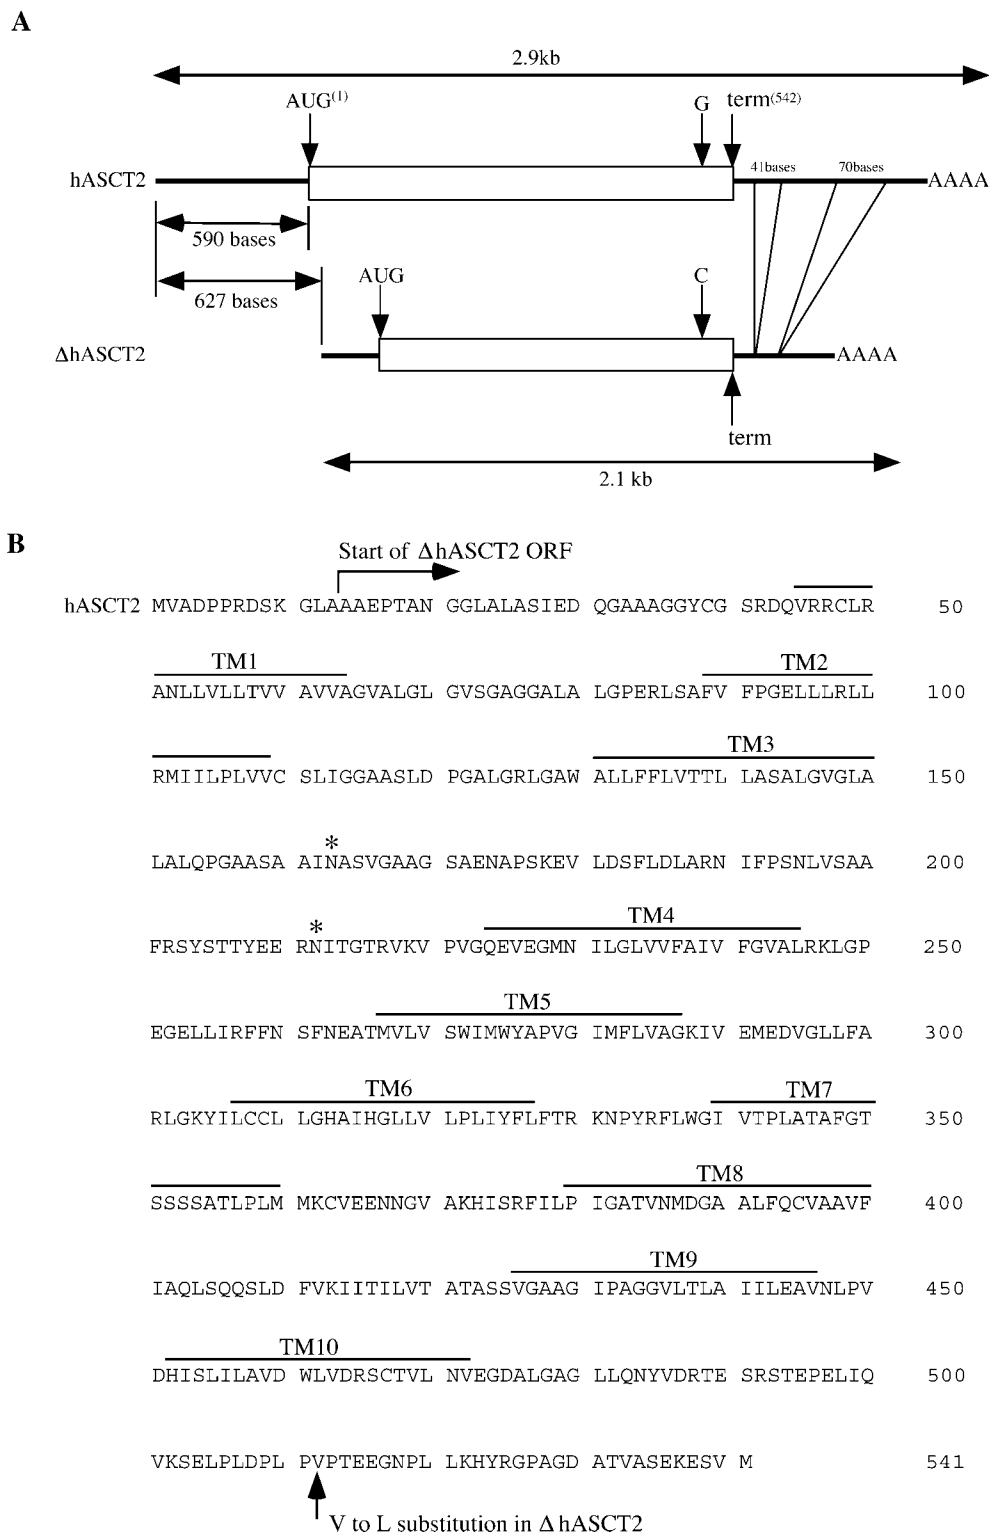 A
2.9kb
AUG(1)
G
term(542)
hASCT2
41bases
70bases
AAAA
590 bases
AUG
C
627 bases
ΔhASCT2
AAAA
term
2.1 kb
B
Start of ΔhASCT2 ORF
hASCT2 MVADPPRDSK GLAAAEPTAN GGLALASIED QGAAAGGYCG SRDQVRRCLR 50
TM1 TM2
ANLLVLLTVV AVVAGVALGL GVSGAGGALA LGPERLSAFV FPGELLLRLL 100
TM3
RMIILPLVVC SLIGGAASLD PGALGRLGAW ALLFFLVTTL LASALGVGLA 150
*
LALQPGAASA AINASVGAAG SAENAPSKEV LDSFLDLARN IFPSNLVSAA 200
* TM4
FRSYSTTYEE RNITGTRVKV PVGQEVEGMN ILGLVVFAIV FGVALRKLGP 250
TM5
EGELLIRFFN SFNEATMVLV SWIMWYAPVG IMFLVAGKIV EMEDVGLLFA 300
TM6 TM7
RLGKYILCCL LGHAIHGLLV LPLIYFLFTR KNPYRFLWGI VTPLATAFGT 350
TM8
SSSSATLPLM MKCVEENNGV AKHISRFILP IGATVNMDGA ALFQCVAAVF 400
TM9
IAQLSQQSLD FVKIITILVT ATASSVGAAG IPAGGVLTLA IILEAVNLPV 450
TM10
DHISLILAVD WLVDRSCTVL NVEGDALGAG LLQNYVDRTE SRSTEPELIQ 500
VKSELPLDPL PVPTEEGNPL LKHYRGPAGD ATVASEKESV M 541
V to L substitution in ΔhASCT2